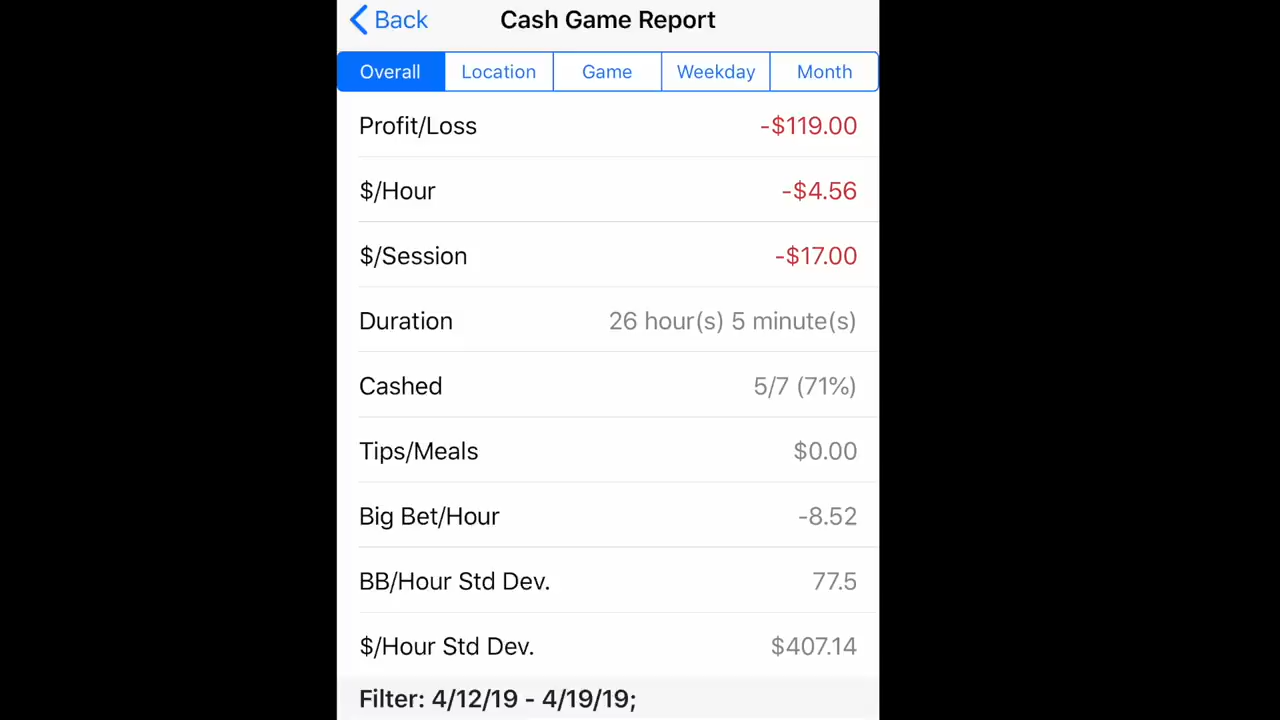 Back Cash Game Report
Overall Location Game Weekday Month
Profit/Loss -$119.00
$/Hour -$4.56
$/Session -$17.00
Duration 26 hour(s) 5 minute(s)
Cashed 5/7 (71%)
Tips/Meals $0.00
Big Bet/Hour -8.52
BB/Hour Std Dev. 77.5
$/Hour Std Dev. $407.14
Filter: 4/12/19 - 4/19/19;